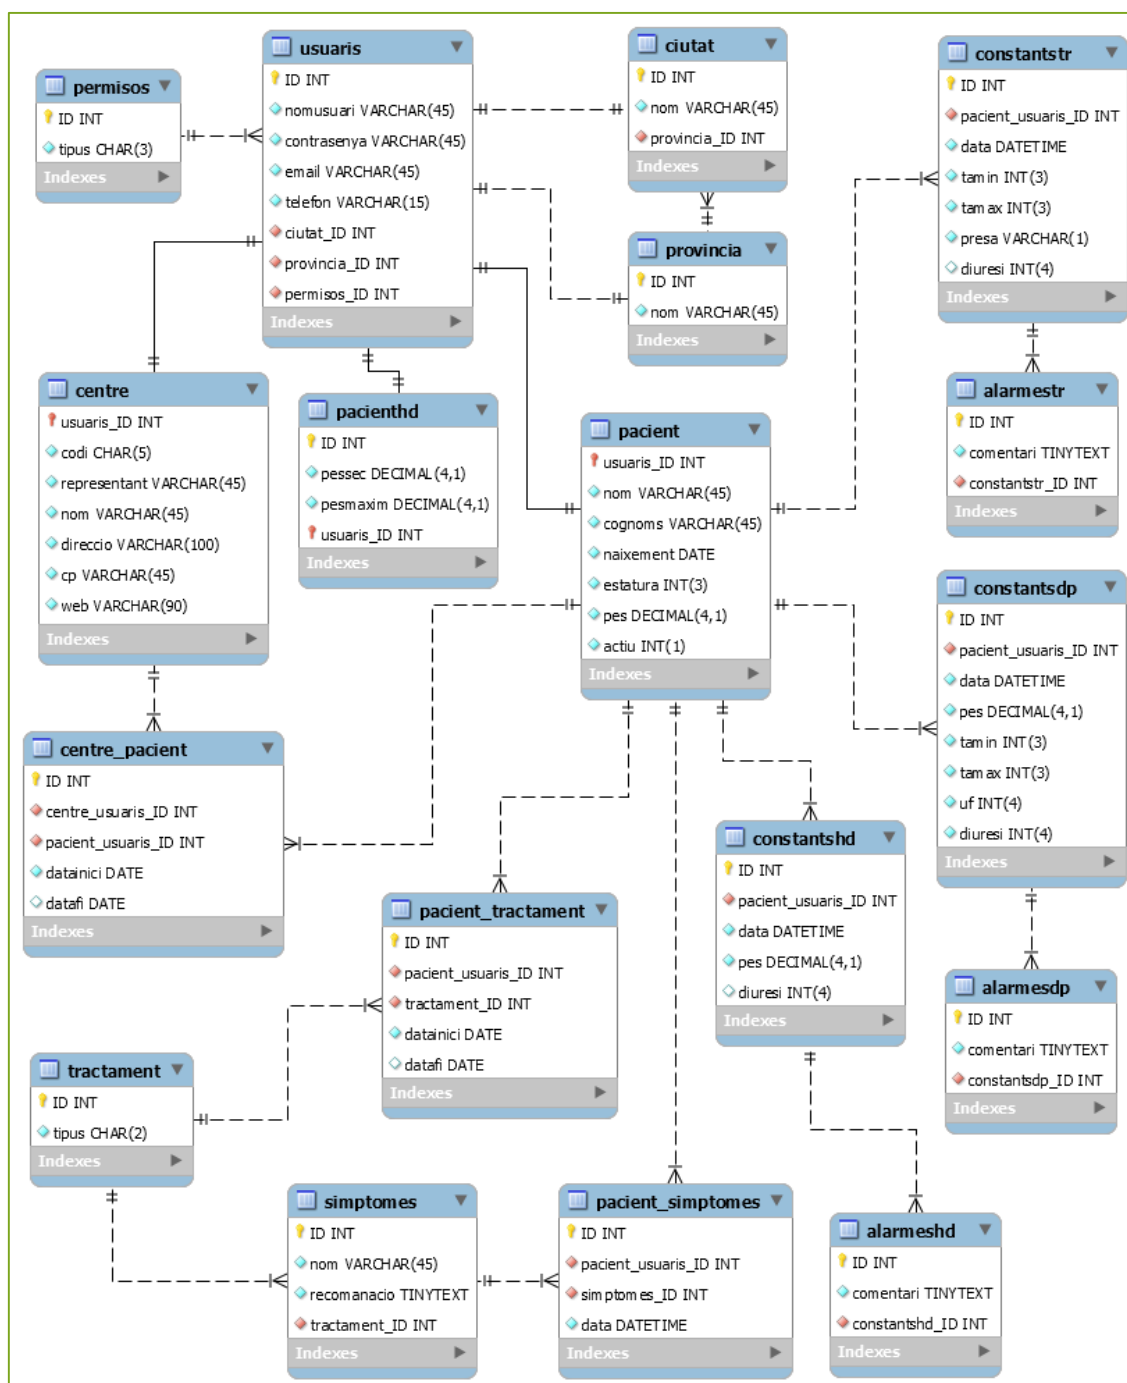 permisos
ID INT
tipus CHAR(3)
Indexes
usuaris
ID INT
nomusuari VARCHAR(45)
contrasenya VARCHAR(45)
email VARCHAR(45)
telefon VARCHAR(15)
ciutat_ID INT
provincia_ID INT
permisos_ID INT
Indexes
ciutat
ID INT
nom VARCHAR(45)
provincia_ID INT
Indexes
provincia
ID INT
nom VARCHAR(45)
Indexes
constantstr
ID INT
pacient_usuaris_ID INT
data DATETIME
tamin INT(3)
tamax INT(3)
presa VARCHAR(1)
diuresi INT(4)
Indexes
alarmestr
ID INT
comentari TINYTEXT
constantstr_ID INT
Indexes
centre
usuaris_ID INT
codi CHAR(5)
representant VARCHAR(45)
nom VARCHAR(45)
direccio VARCHAR(100)
cp VARCHAR(45)
web VARCHAR(90)
Indexes
pacienthd
ID INT
pessec DECIMAL(4,1)
pesmaxim DECIMAL(4,1)
usuaris_ID INT
Indexes
pacient
usuaris_ID INT
nom VARCHAR(45)
cognoms VARCHAR(45)
naixement DATE
estatura INT(3)
pes DECIMAL(4,1)
actiu INT(1)
Indexes
constantsdp
ID INT
pacient_usuaris_ID INT
data DATETIME
pes DECIMAL(4,1)
tamin INT(3)
tamax INT(3)
uf INT(4)
diuresi INT(4)
Indexes
centre_pacient
ID INT
centre_usuaris_ID INT
pacient_usuaris_ID INT
datainici DATE
datafi DATE
Indexes
pacient_tractament
ID INT
pacient_usuaris_ID INT
tractament_ID INT
datainici DATE
datafi DATE
Indexes
constantshd
ID INT
pacient_usuaris_ID INT
data DATETIME
pes DECIMAL(4,1)
diuresi INT(4)
Indexes
alarmesdp
ID INT
comentari TINYTEXT
constantsdp_ID INT
Indexes
tractament
ID INT
tipus CHAR(2)
Indexes
simptomes
ID INT
nom VARCHAR(45)
recomanacio TINYTEXT
tractament_ID INT
Indexes
pacient_simptomes
ID INT
pacient_usuaris_ID INT
simptomes_ID INT
data DATETIME
Indexes
alarmeshd
ID INT
comentari TINYTEXT
constantshd_ID INT
Indexes